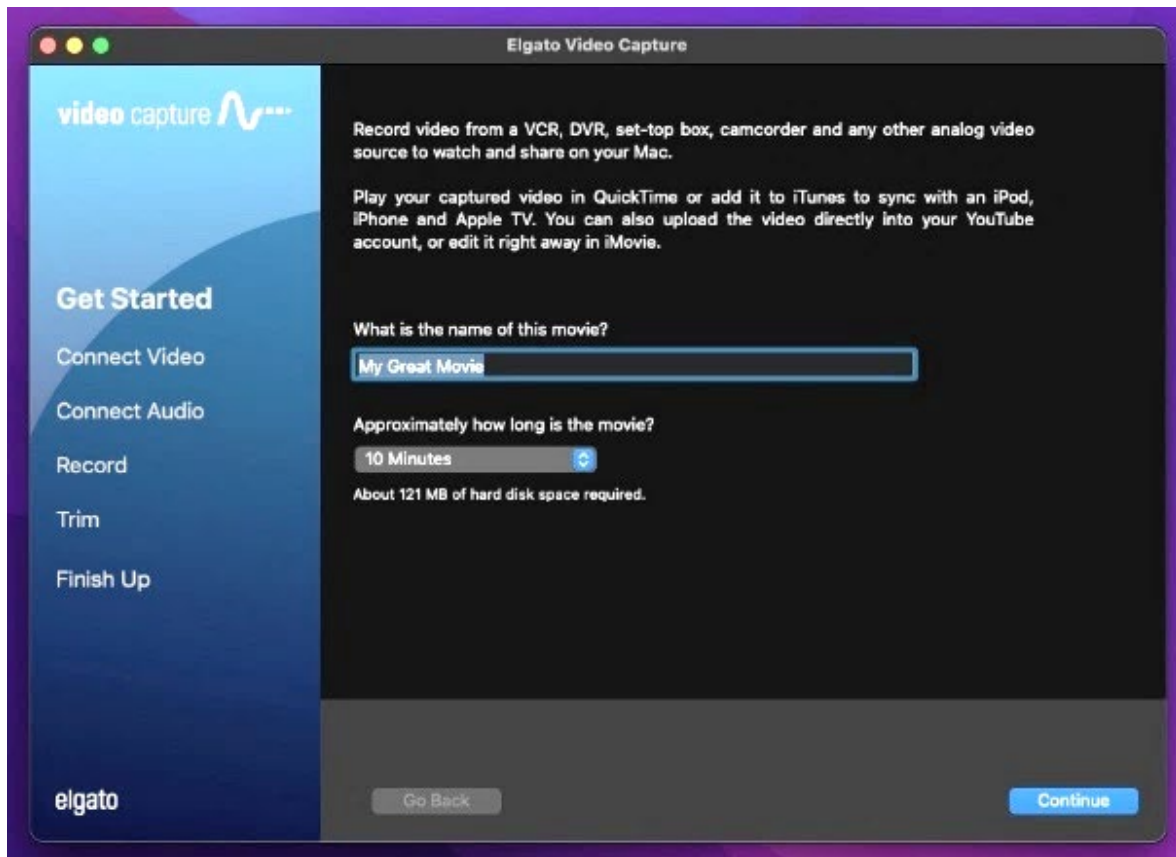 Elgato Video Capture
video capture
Record video from a VCR, DVR, set-top box, camcorder and any other analog video
source to watch and share on your Mac.
Play your captured video in QuickTime or add it to iTunes to sync with an iPod,
iPhone and Apple TV. You can also upload the video directly into your YouTube
account, or edit it right away in iMovie.
Get Started
Connect Video
Connect Audio
Record
Trim
Finish Up
What is the name of this movie?
My Great Movie
Approximately how long is the movie?
10 Minutes
About 121 MB of hard disk space required.
elgato
Go Back
Continue